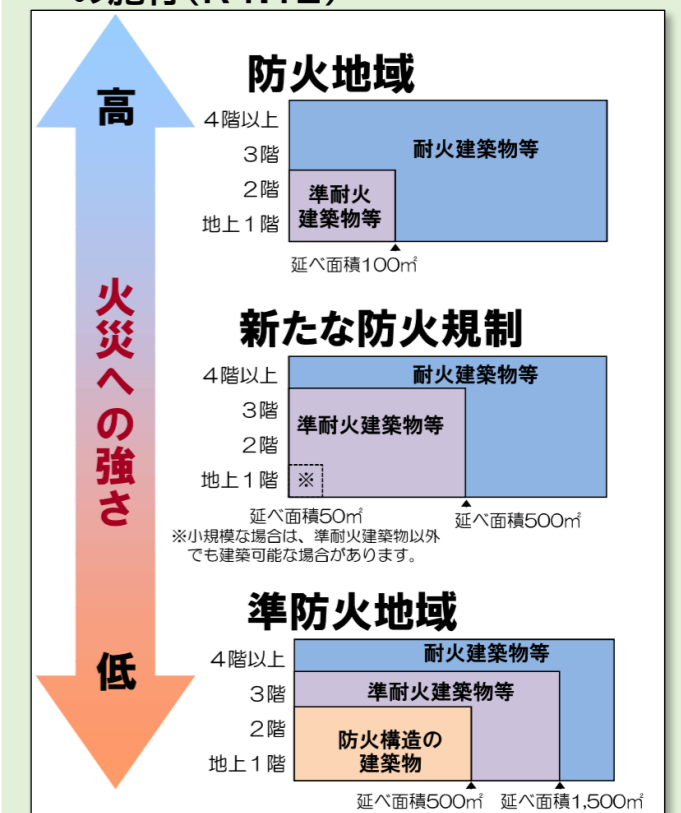 の施行(R4.12)
高
火災への強さ
低
防火地域
4階以上
3階
2階
地上1階
耐火建築物等
準耐火
建築物等
延べ面積100㎡
新たな防火規制
4階以上
3階
2階
地上1階
耐火建築物等
準耐火建築物等
※
延べ面積50㎡
延べ面積500㎡
※小規模な場合は、準耐火建築物以外
でも建築可能な場合があります。
準防火地域
4階以上
3階
2階
地上1階
耐火建築物等
準耐火建築物等
防火構造の
建築物
延べ面積500㎡
延べ面積1,500㎡